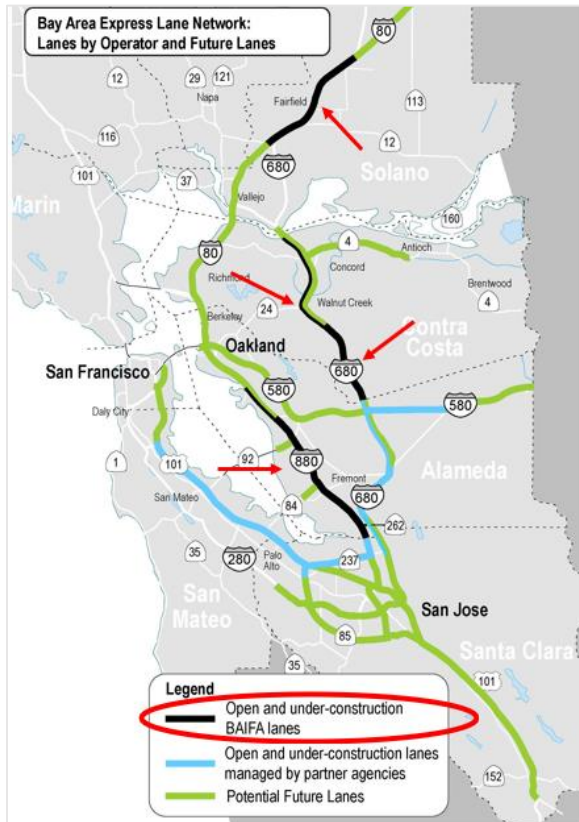 Bay Area Express Lane Network:
Lanes by Operator and Future Lanes
80
12
29
121
Napa
Fairfield
113
116
12
101
37
680
Solano
Vallejo
160
Marin
80
4
Antioch
Richmond
Concord
Brentwood
24
Walnut Creek
4
Berkeley
Contra
Costa
Oakland
680
San Francisco
580
580
Daly City
92
880
1
101
Fremont
Alameda
84
680
San Mateo
262
35
280
Palo
Alto
237
San
Mateo
San Jose
85
Santa Clara
35
101
Legend
Open and under-construction
BAIFA lanes
Open and under-construction lanes
managed by partner agencies
152
Potential Future Lanes